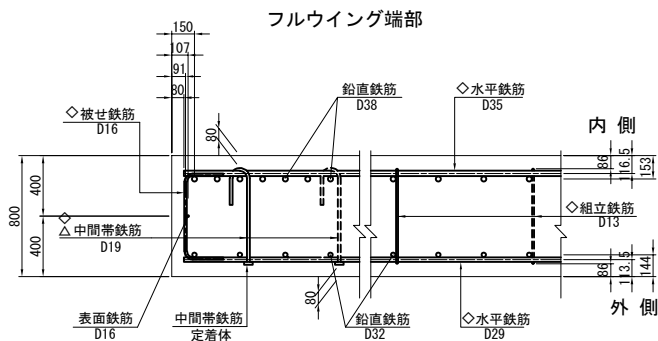 フルウイング端部
150
107
91
80
◇被せ鉄筋
D16
80
鉛直鉄筋
D38
◇水平鉄筋
D35
内 側
86
116.5
153
800
400
400
◇
△中間帯鉄筋
D19
◇組立鉄筋
D13
表面鉄筋
D16
中間帯鉄筋
定着体
80
鉛直鉄筋
D32
◇水平鉄筋
D29
86
113.5
144
外 側